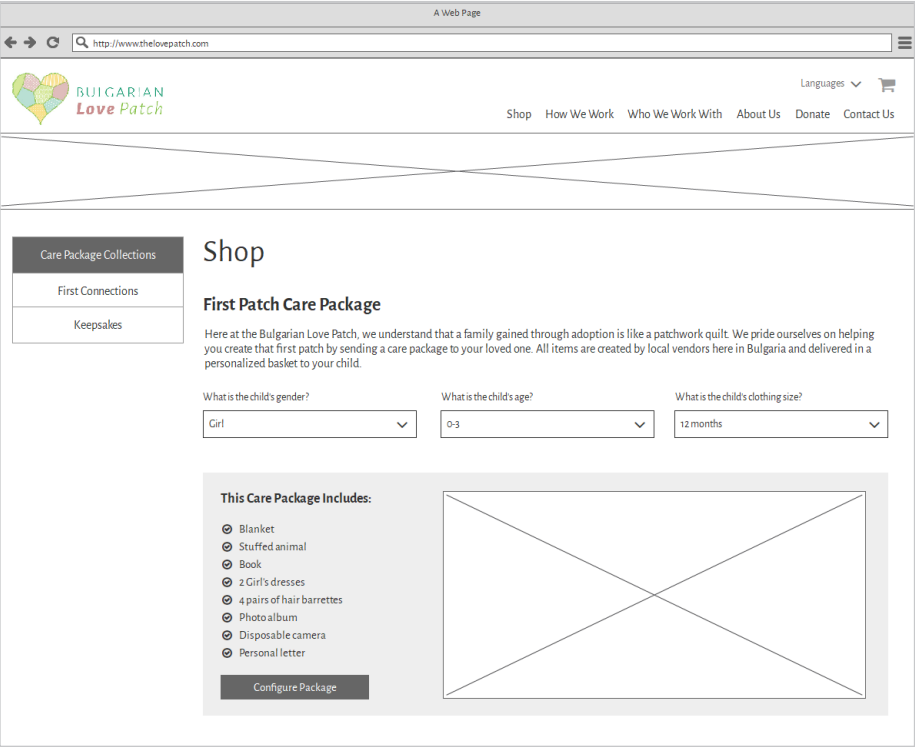 A Web Page
http://www.thelovepatch.com
BULGARIAN
Love Patch
Languages
Shop How We Work Who We Work With About Us Donate Contact Us
Care Package Collections
First Connections
Keepsakes
Shop
First Patch Care Package
Here at the Bulgarian Love Patch, we understand that a family gained through adoption is like a patchwork quilt. We pride ourselves on helping
you create that first patch by sending a care package to your loved one. All items are created by local vendors here in Bulgaria and delivered in a
personalized basket to your child.
What is the child's gender? What is the child's age? What is the child's clothing size?
Girl 0-3 12 months
This Care Package Includes:
Blanket
Stuffed animal
Book
2 Girl's dresses
4 pairs of hair barrettes
Photo album
Disposable camera
Personal letter
Configure Package